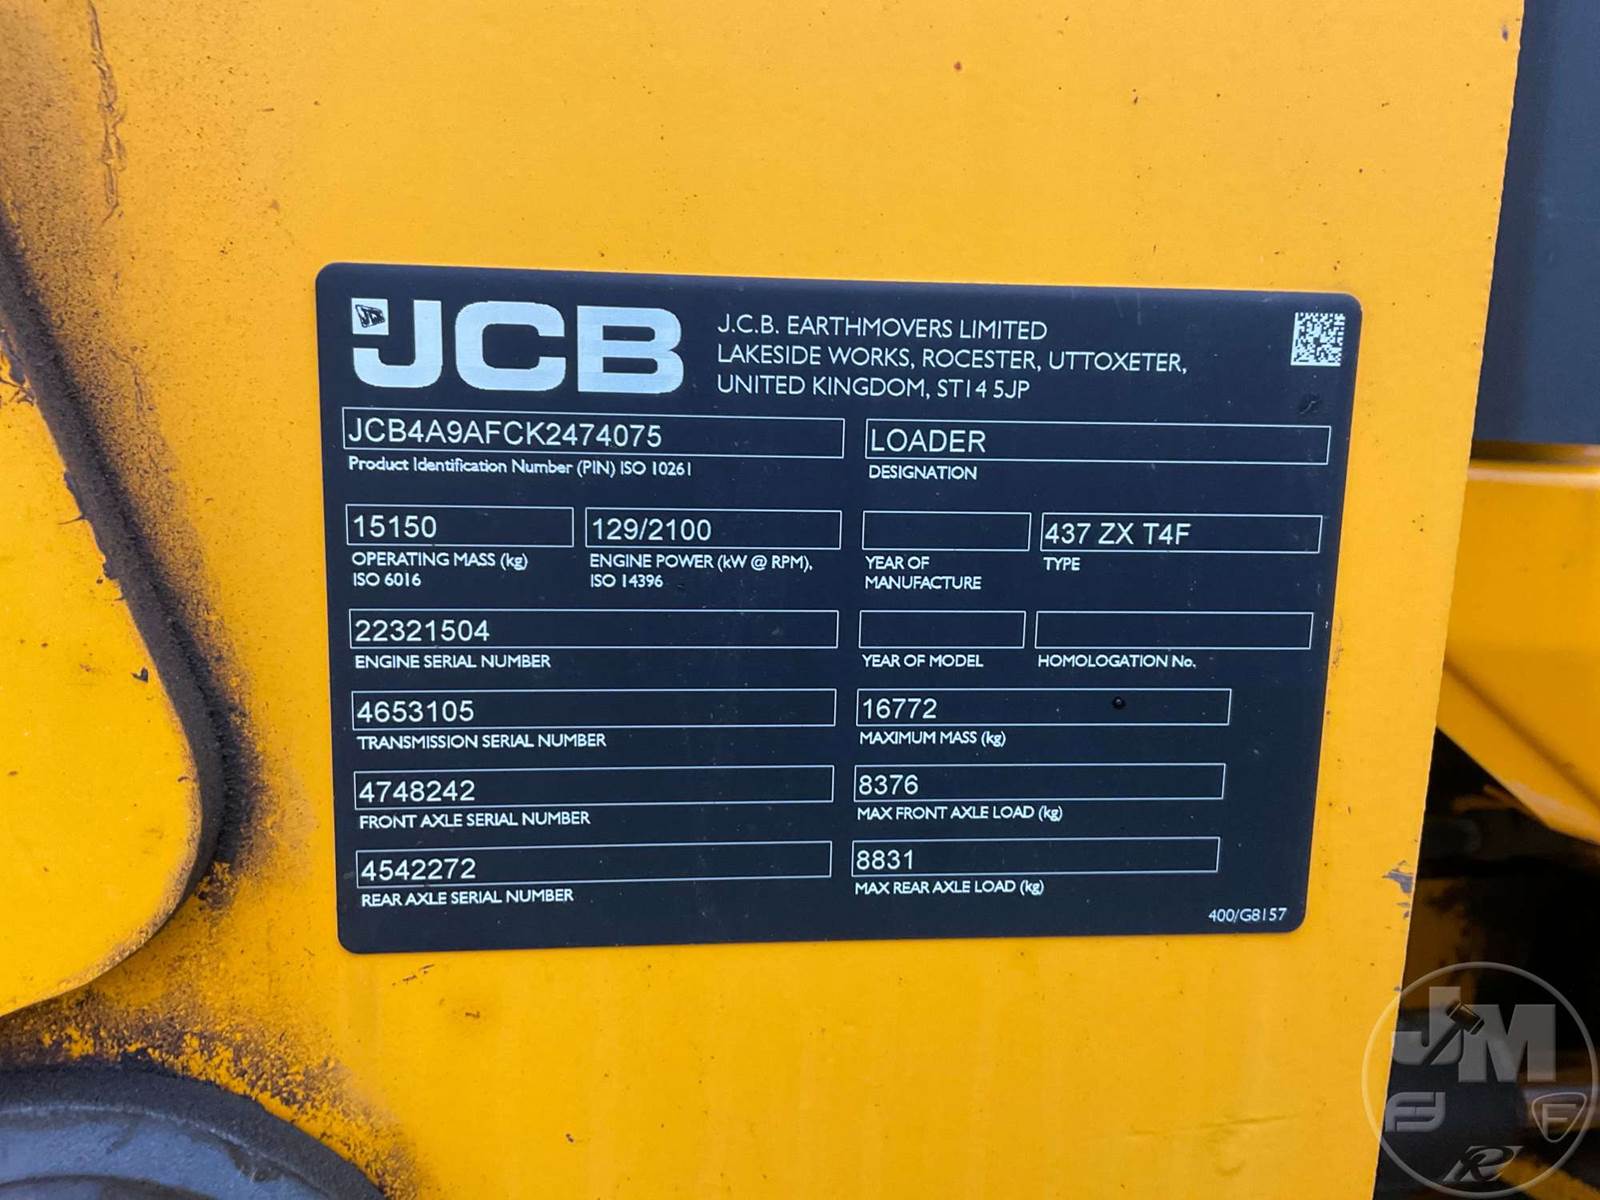 JCB
J.C.B. EARTHMOVERS LIMITED
LAKESIDE WORKS, ROCESTER, UTTOXETER,
UNITED KINGDOM, ST14 5JP
JCB4A9AFCK2474075
Product Identification Number (PIN) ISO 10261
LOADER
DESIGNATION
15150
OPERATING MASS (kg)
ISO 6016
129/2100
ENGINE POWER (kW @ RPM),
ISO 14396
YEAR OF
MANUFACTURE
437 ZX T4F
TYPE
22321504
ENGINE SERIAL NUMBER
YEAR OF MODEL
HOMOLOGATION No.
4653105
TRANSMISSION SERIAL NUMBER
16772
MAXIMUM MASS (kg)
4748242
FRONT AXLE SERIAL NUMBER
8376
MAX FRONT AXLE LOAD (kg)
4542272
REAR AXLE SERIAL NUMBER
8831
MAX REAR AXLE LOAD (kg)
400/G8157
JM